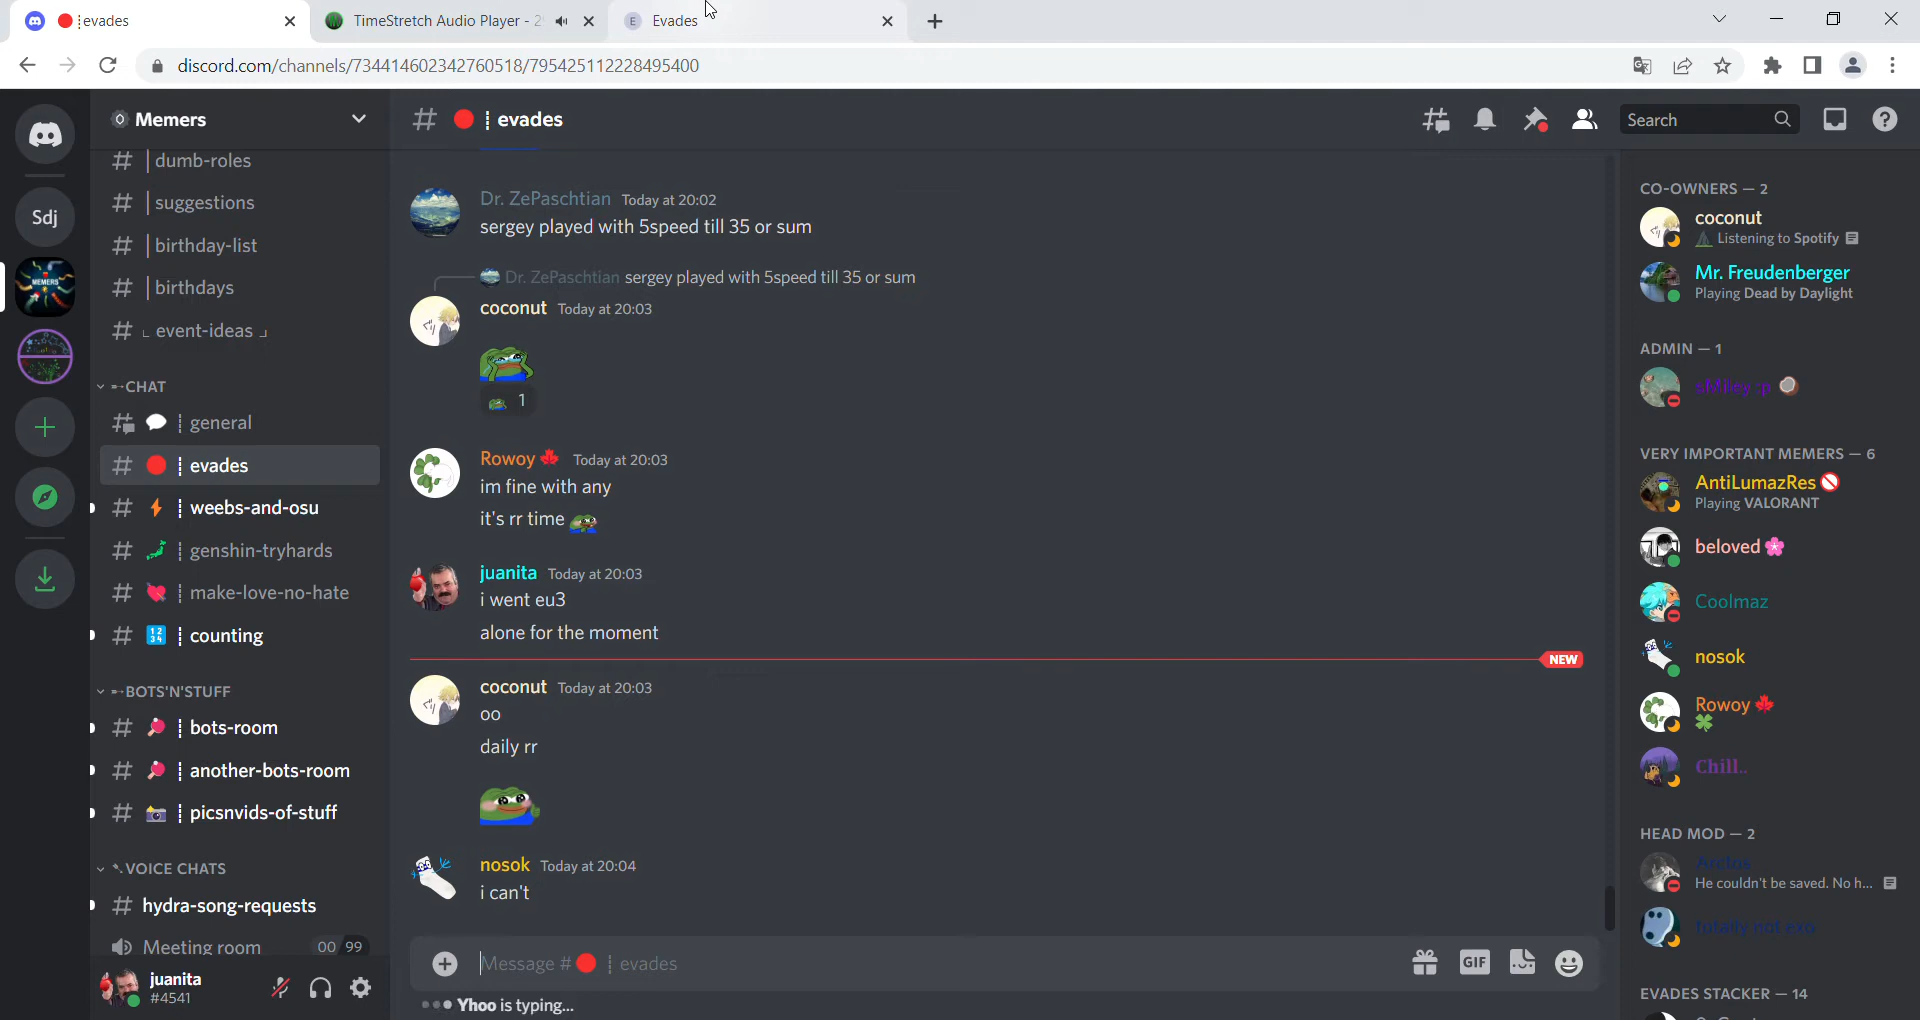 evades
TimeStretch Audio Player - 2
Evades
discord.com/channels/734414602342760518/795425112228495400
Sdj
MEMERS
Memers
# | dumb-roles
# | suggestions
# | birthday-list
# | birthdays
# ⌞ event-ideas ⌟
CHAT
general
# evades
# weebs-and-osu
# genshin-tryhards
# make-love-no-hate
# counting
BOTS'N'STUFF
# bots-room
# another-bots-room
# picsnvids-of-stuff
VOICE CHATS
# hydra-song-requests
Meeting room 00 99
juanita
#4541
# evades
Search
Dr. ZePaschtian Today at 20:02
sergey played with 5speed till 35 or sum
Dr. ZePaschtian sergey played with 5speed till 35 or sum
coconut Today at 20:03
1
Rowoy 🍁 Today at 20:03
im fine with any
it's rr time
juanita Today at 20:03
i went eu3
alone for the moment
NEW
coconut Today at 20:03
oo
daily rr
nosok Today at 20:04
i can't
Message # evades
GIF
Yhoo is typing...
CO-OWNERS — 2
coconut
Listening to Spotify
Mr. Freudenberger
Playing Dead by Daylight
ADMIN — 1
VERY IMPORTANT MEMERS — 6
AntiLumazRes
Playing VALORANT
beloved
Coolmaz
nosok
Rowoy 🍁
Chill..
HEAD MOD — 2
He couldn't be saved. No h...
totally not exo
EVADES STACKER — 14